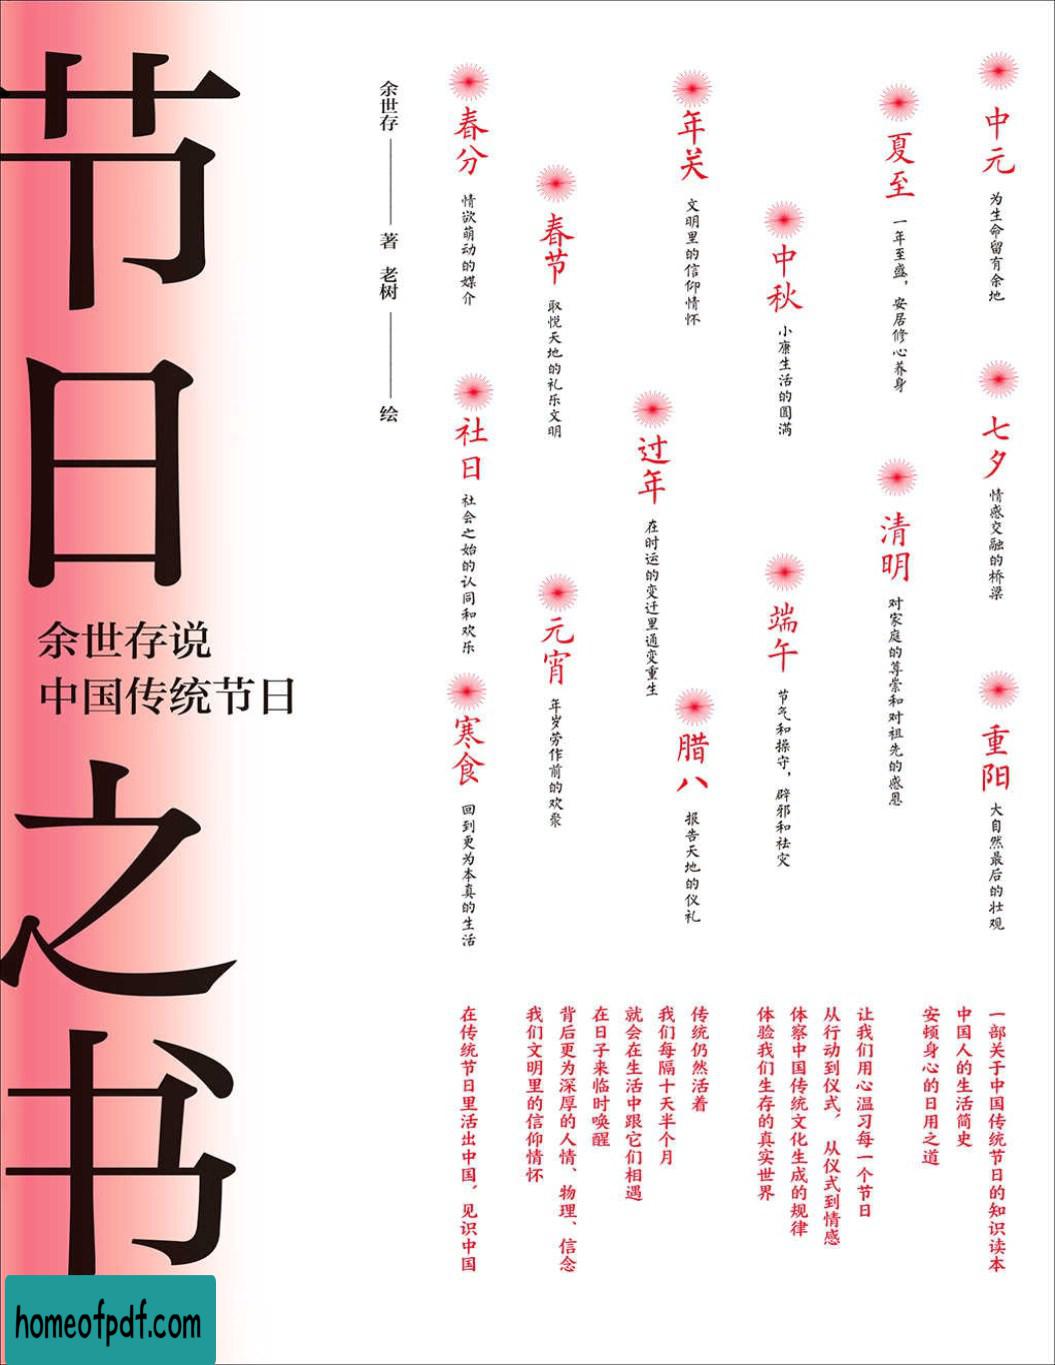 节日之书
余世存说
中国传统节日
余世存 著 老树 绘
中元
为生命留有余地
七夕
情感交融的桥梁
重阳
大自然最后的壮观
夏至
一年至盛，安居修心养身
清明
对家庭的尊崇和对祖先的感恩
中秋
小康生活的圆满
端午
节气和操守，辟邪和祛灾
年关
文明里的信仰情怀
过年
在时运的变迁里通变重生
腊八
报告天地的仪礼
春节
取悦天地的礼乐文明
元宵
年岁劳作前的欢聚
春分
情欲萌动的媒介
社日
社会之始的认同和欢乐
寒食
回到更为本真的生活
一部关于中国传统节日的知识读本
中国人的生活简史
安顿身心的日用之道
让我们用心温习每一个节日
从行动到仪式，从仪式到情感
体察中国传统文化生成的规律
体验我们生存的真实世界
传统仍然活着
我们每隔十天半个月
就会在生活中跟它们相遇
在日子来临时唤醒
背后更为深厚的人情、物理、信念
我们文明里的信仰情怀
在传统节日里活出中国，见识中国
homeofpdf.com